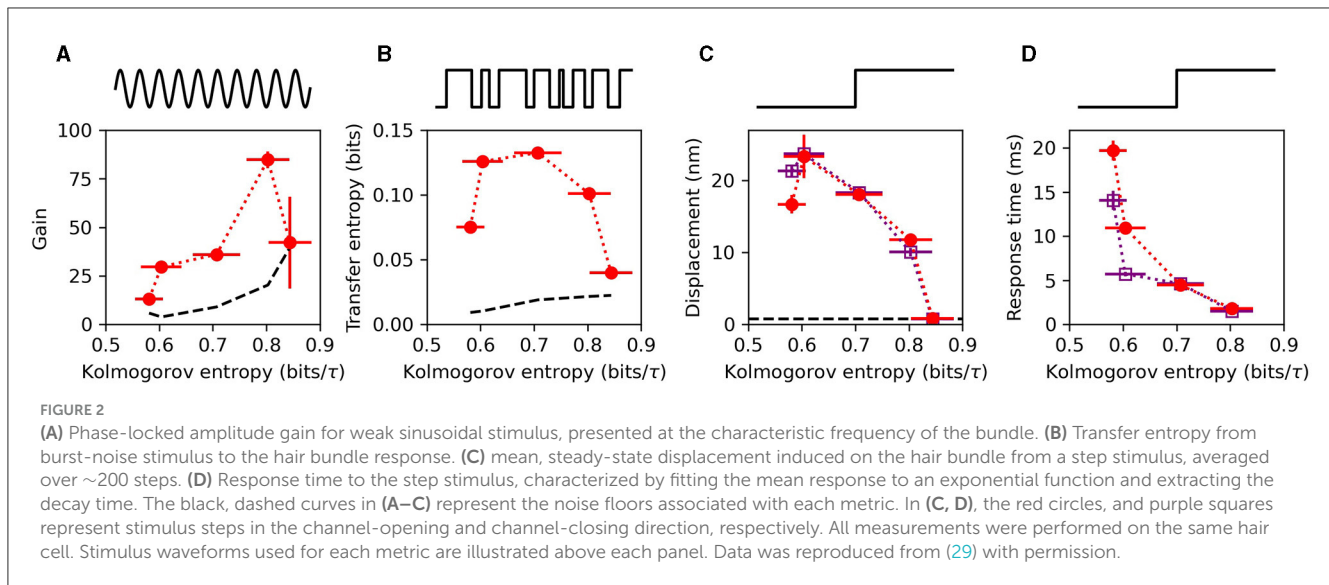 A
B
C
D
100
75
50
25
0
Gain
0.5 0.6 0.7 0.8 0.9
Kolmogorov entropy (bits/τ)
0.15
0.10
0.05
0.00
Transfer entropy (bits)
0.5 0.6 0.7 0.8 0.9
Kolmogorov entropy (bits/τ)
20
10
0
Displacement (nm)
0.5 0.6 0.7 0.8 0.9
Kolmogorov entropy (bits/τ)
20
15
10
5
0
Response time (ms)
0.5 0.6 0.7 0.8 0.9
Kolmogorov entropy (bits/τ)
FIGURE 2
(A) Phase-locked amplitude gain for weak sinusoidal stimulus, presented at the characteristic frequency of the bundle. (B) Transfer entropy from
burst-noise stimulus to the hair bundle response. (C) mean, steady-state displacement induced on the hair bundle from a step stimulus, averaged
over ∼200 steps. (D) Response time to the step stimulus, characterized by fitting the mean response to an exponential function and extracting the
decay time. The black, dashed curves in (A–C) represent the noise floors associated with each metric. In (C, D), the red circles, and purple squares
represent stimulus steps in the channel-opening and channel-closing direction, respectively. All measurements were performed on the same hair
cell. Stimulus waveforms used for each metric are illustrated above each panel. Data was reproduced from (29) with permission.